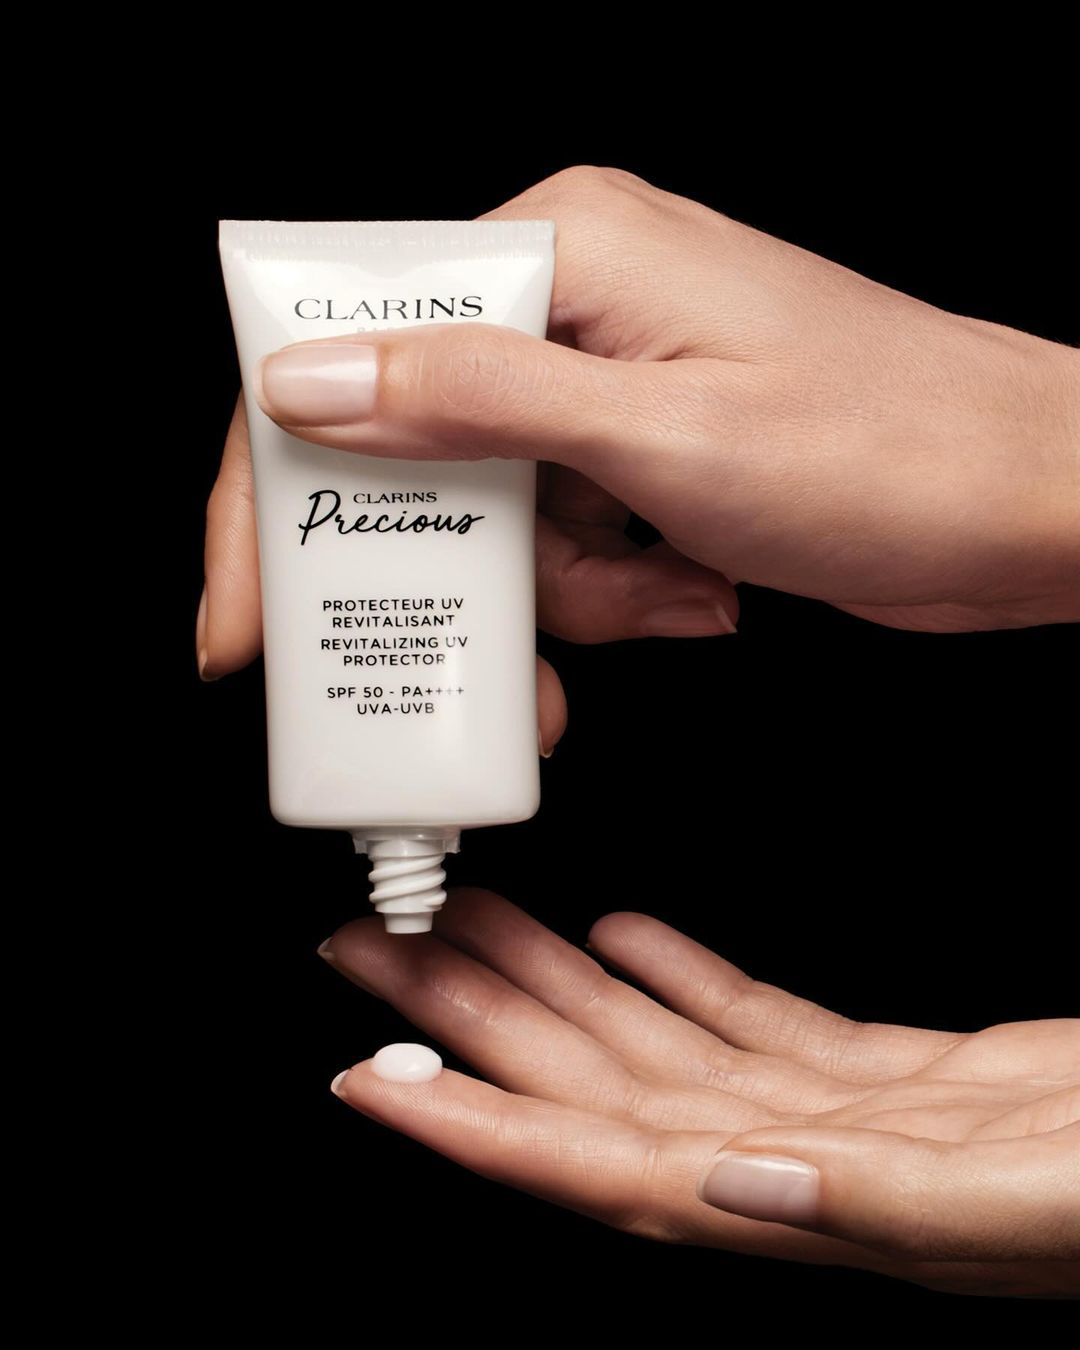 CLARINS
CLARINS
Precious
PROTECTEUR UV
REVITALISANT
REVITALIZING UV
PROTECTOR
SPF 50 - PA++++
UVA-UVB